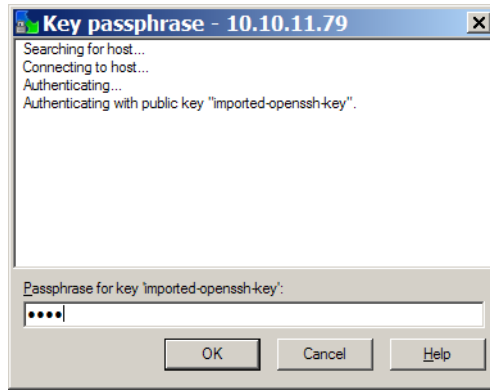 Key passphrase - 10.10.11.79
Searching for host...
Connecting to host...
Authenticating...
Authenticating with public key "imported-openssh-key".
Passphrase for key 'imported-openssh-key':
••••
OK Cancel Help